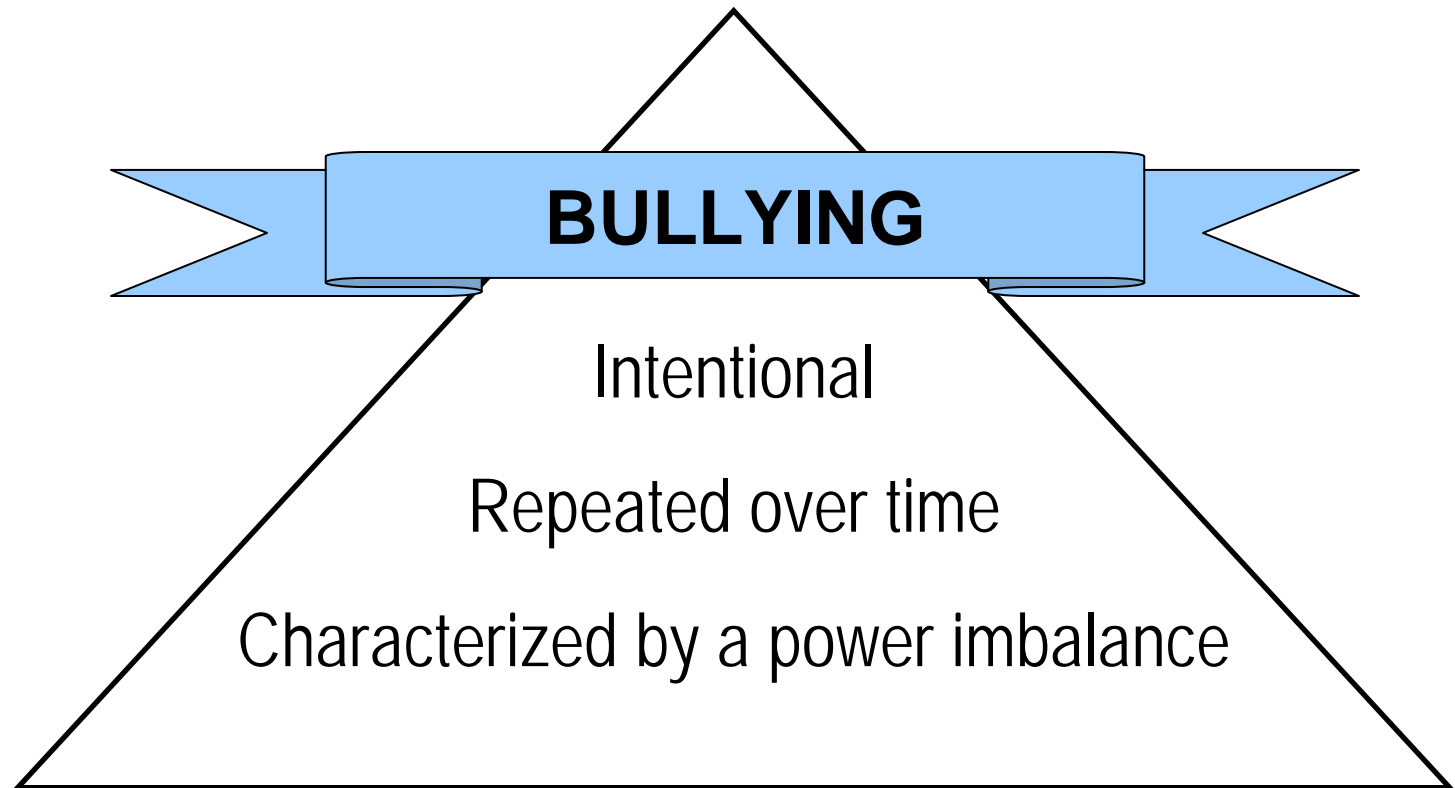 BULLYING
Intentional
Repeated over time
Characterized by a power imbalance